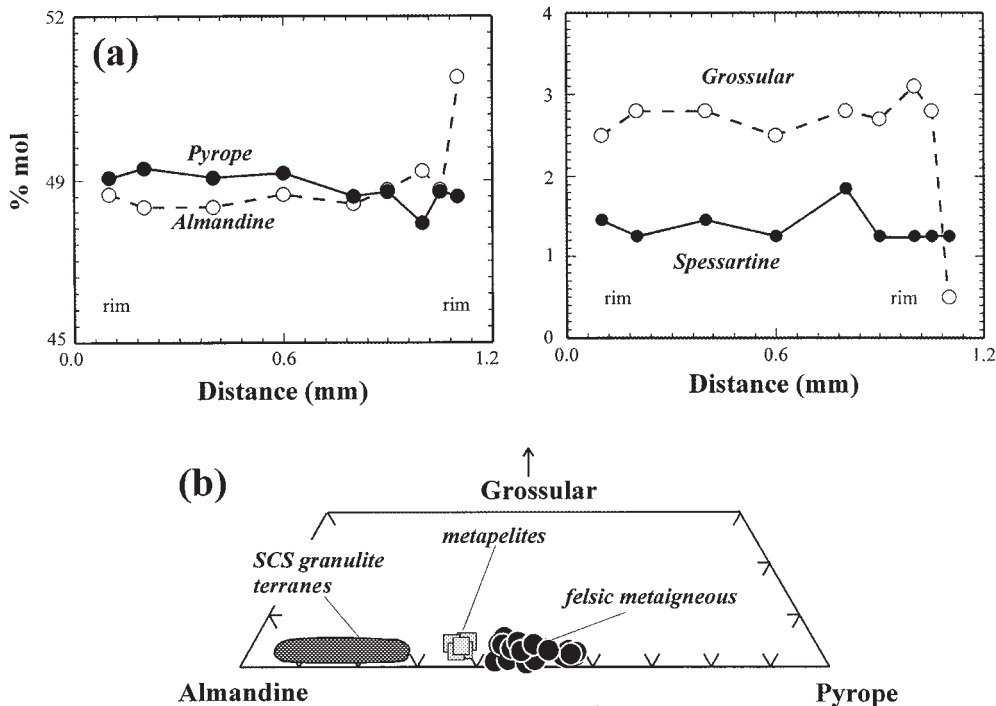 (a)
52
49
45
% mol
Pyrope
Almandine
rim
rim
0.0
0.6
1.2
Distance (mm)
4
3
2
1
0
Grossular
Spessartine
rim
rim
0.0
0.6
1.2
Distance (mm)
(b)
Grossular
SCS granulite
terranes
metapelites
felsic metaigneous
Almandine
Pyrope